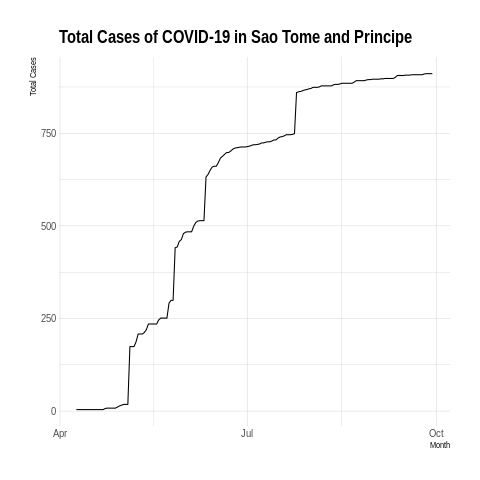 Total Cases of COVID-19 in Sao Tome and Principe
Total Cases
750
500
250
0
Apr
Jul
Oct
Month